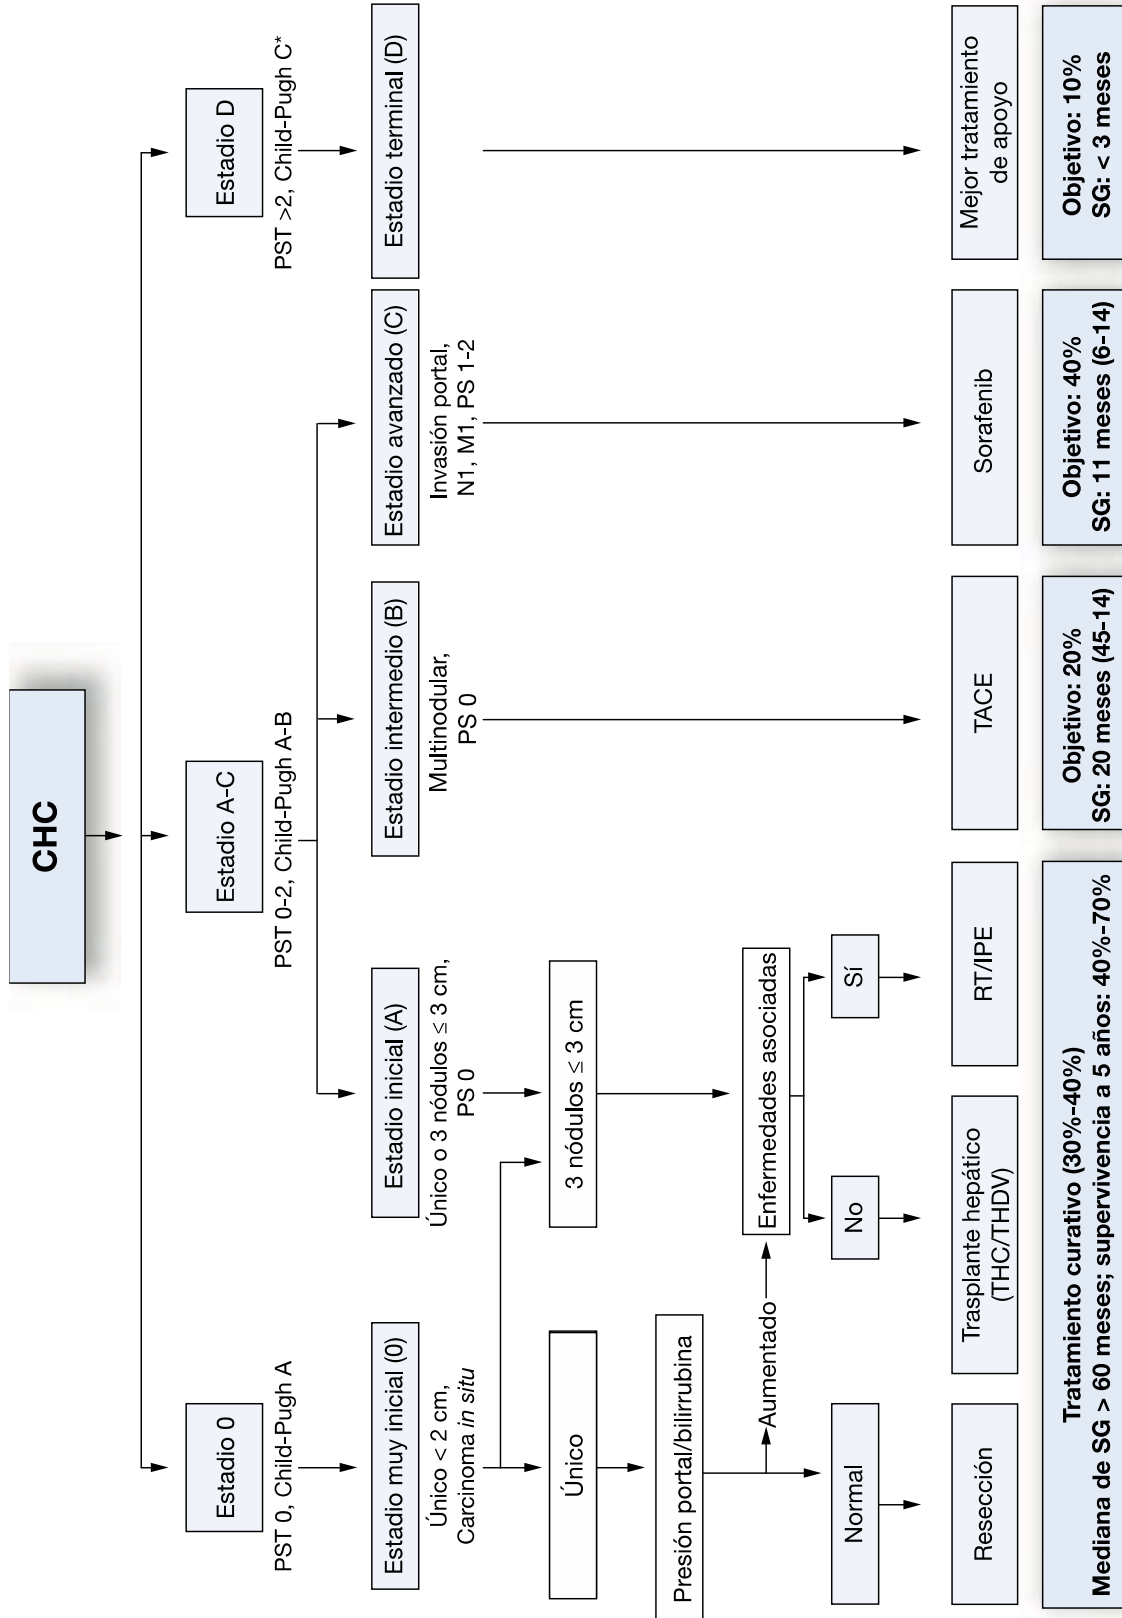 CHC
Estadio 0
PST 0, Child-Pugh A
Estadio A-C
PST 0-2, Child-Pugh A-B
Estadio D
PST >2, Child-Pugh C*
Estadio muy inicial (0)
Único < 2 cm,
Carcinoma in situ
Estadio inicial (A)
Único o 3 nódulos ≤ 3 cm,
PS 0
Estadio intermedio (B)
Multinodular,
PS 0
Estadio avanzado (C)
Invasión portal,
N1, M1, PS 1-2
Estadio terminal (D)
Único
3 nódulos ≤ 3 cm
Presión portal/bilirrubina
Aumentado
Enfermedades asociadas
Normal
No
Sí
Resección
Trasplante hepático
(THC/THDV)
RT/IPE
TACE
Sorafenib
Mejor tratamiento
de apoyo
Tratamiento curativo (30%-40%)
Mediana de SG > 60 meses; supervivencia a 5 años: 40%-70%
Objetivo: 20%
SG: 20 meses (45-14)
Objetivo: 40%
SG: 11 meses (6-14)
Objetivo: 10%
SG: < 3 meses